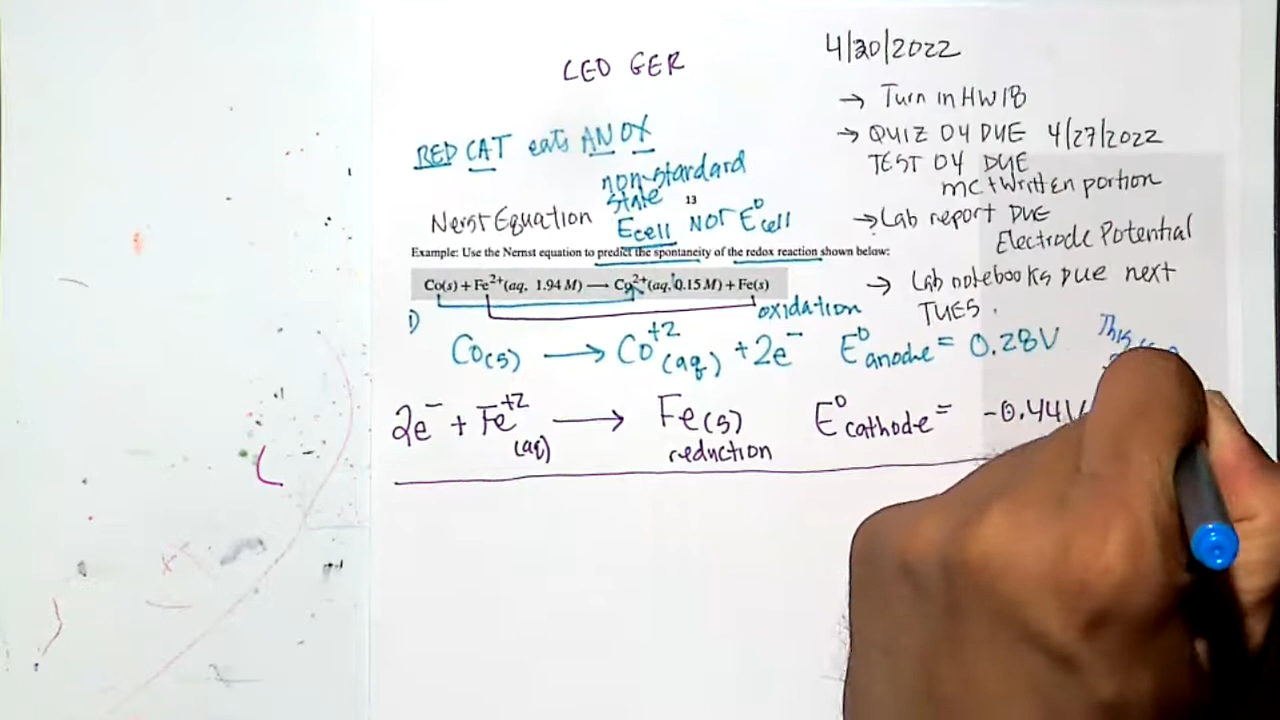 LEO GER
4/20/2022
→ Turn in HW18
→ QUIZ 04 DUE 4/27/2022
TEST 04 DUE
MC + Written portion
→ Lab report DUE
Electrode Potential
→ Lab notebooks DUE next
TUES.
RED CAT eats AN OX
non-standard
state
Nerst Equation
Ecell NOT E°cell
13
Example: Use the Nernst equation to predict the spontaneity of the redox reaction shown below:
Co(s) + Fe²⁺(aq, 1.94 M) ⟶ Co²⁺(aq, 0.15 M) + Fe(s)
oxidation
1)
Co(s) ⟶ Co⁺²(aq) + 2e⁻ E°anode = 0.28V
This
2e⁻ + Fe⁺²(aq) ⟶ Fe(s) E°cathode = -0.44V
reduction